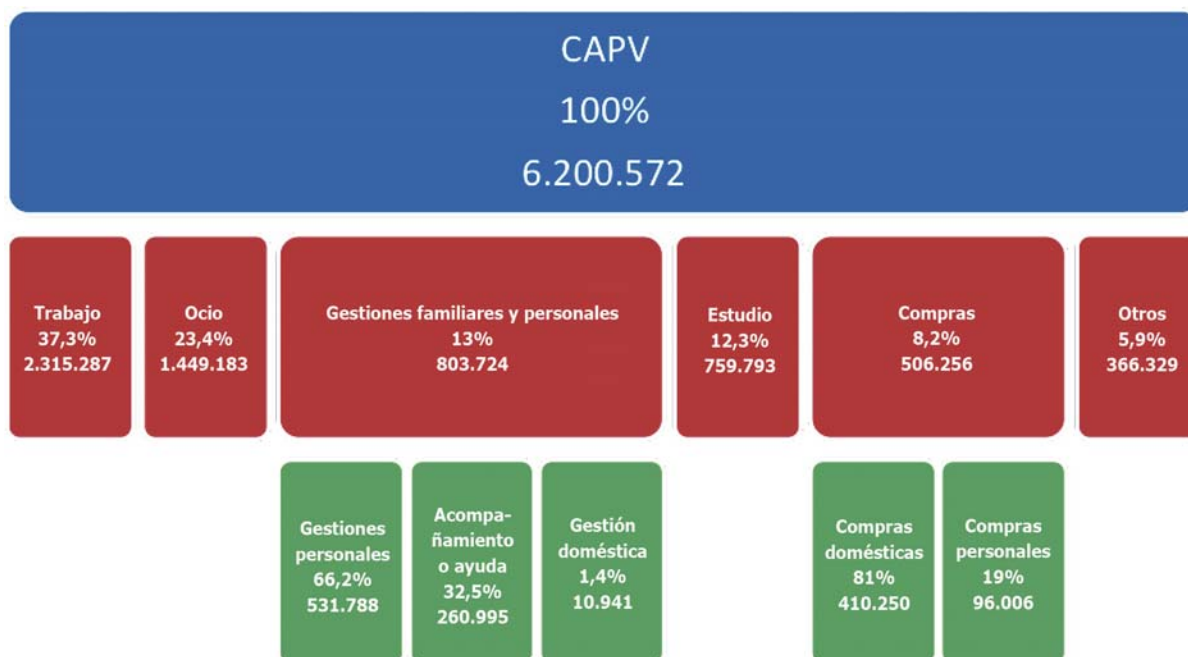 CAPV
100%
6.200.572
Trabajo
37,3%
2.315.287
Ocio
23,4%
1.449.183
Gestiones familiares y personales
13%
803.724
Estudio
12,3%
759.793
Compras
8,2%
506.256
Otros
5,9%
366.329
Gestiones
personales
66,2%
531.788
Acompa-
ñamiento
o ayuda
32,5%
260.995
Gestión
doméstica
1,4%
10.941
Compras
domésticas
81%
410.250
Compras
personales
19%
96.006